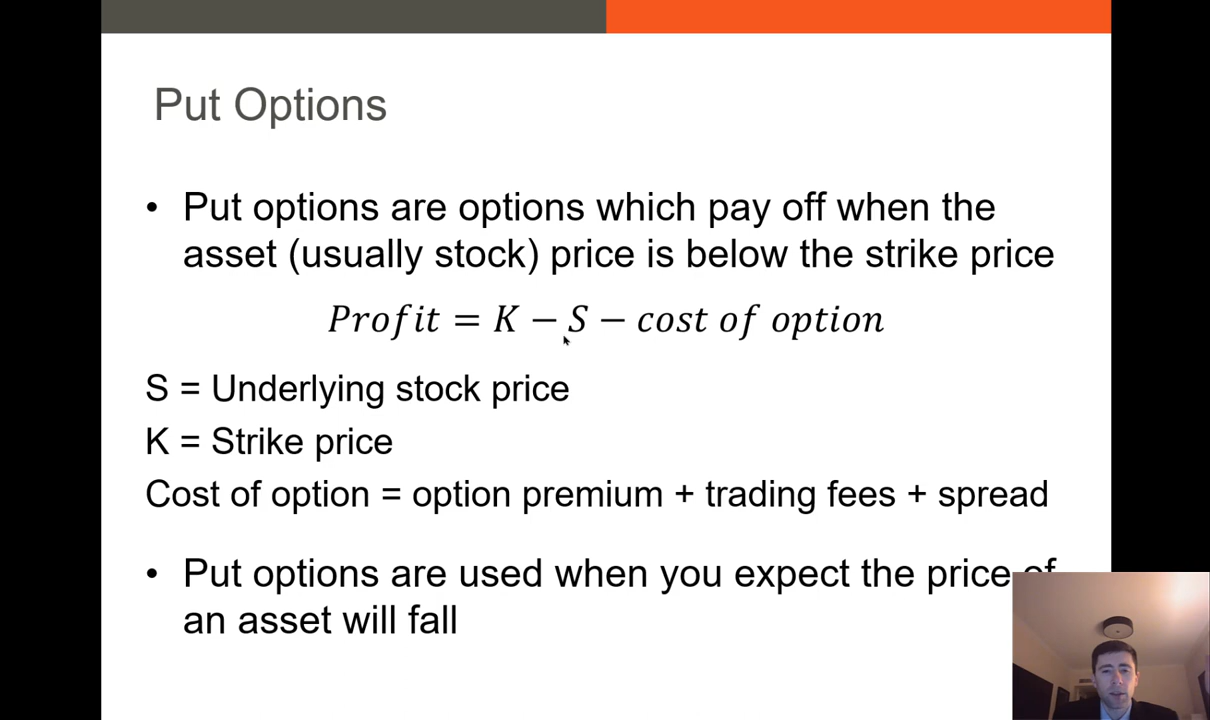 Put Options
• Put options are options which pay off when the
asset (usually stock) price is below the strike price
Profit = K − S − cost of option
S = Underlying stock price
K = Strike price
Cost of option = option premium + trading fees + spread
• Put options are used when you expect the price of
an asset will fall